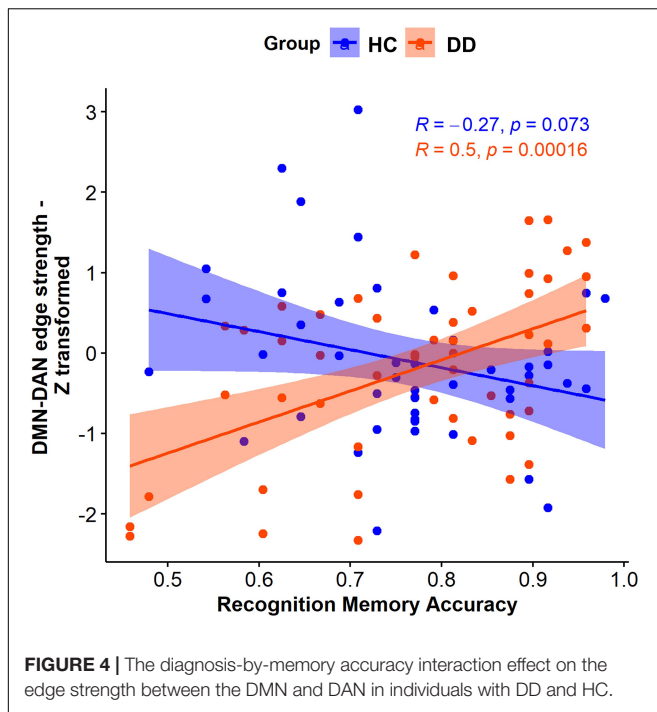 Group a HC a DD
R = −0.27, p = 0.073
R = 0.5, p = 0.00016
DMN-DAN edge strength -
Z transformed
3
2
1
0
-1
-2
0.5 0.6 0.7 0.8 0.9 1.0
Recognition Memory Accuracy
FIGURE 4 | The diagnosis-by-memory accuracy interaction effect on the
edge strength between the DMN and DAN in individuals with DD and HC.